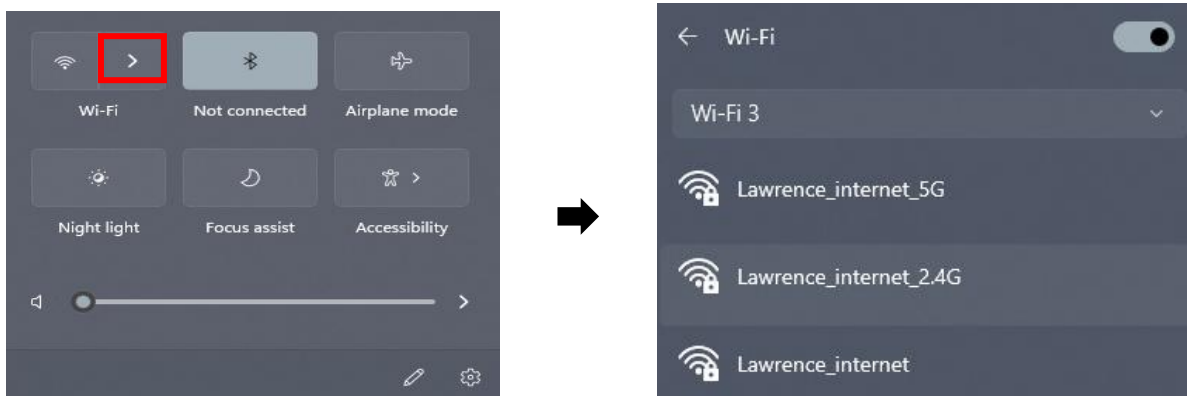 Wi-Fi
Not connected
Airplane mode
Night light
Focus assist
Accessibility
Wi-Fi
Wi-Fi 3
Lawrence_internet_5G
Lawrence_internet_2.4G
Lawrence_internet